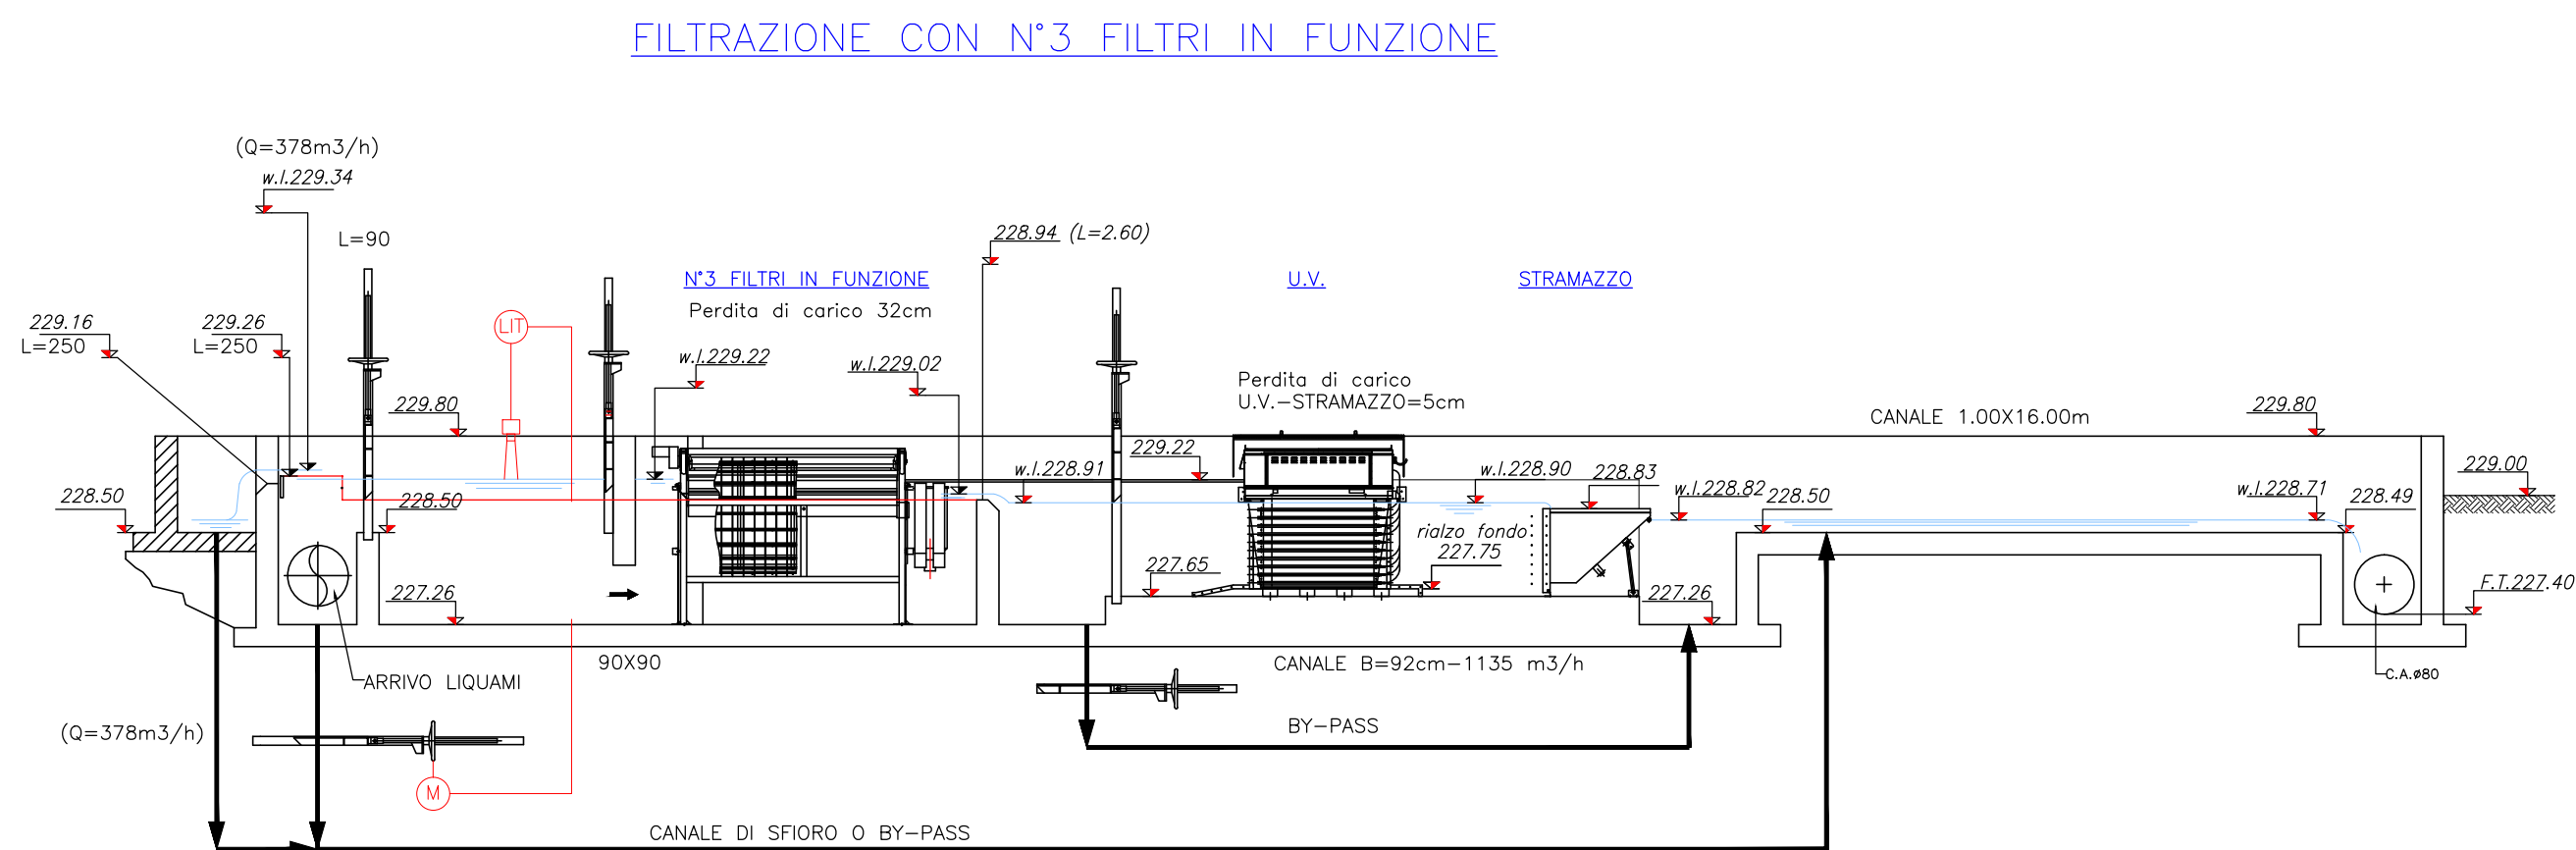 FILTRAZIONE CON N°3 FILTRI IN FUNZIONE
(Q=378m3/h)
w.l.229.34
L=90
228.94 (L=2.60)
N°3 FILTRI IN FUNZIONE
U.V.
STRAMAZZO
Perdita di carico 32cm
229.16
L=250
229.26
L=250
LIT
w.l.229.22
w.l.229.02
Perdita di carico
U.V.-STRAMAZZO=5cm
229.80
CANALE 1.00X16.00m
229.80
229.22
w.l.228.91
w.l.228.90
228.83
229.00
228.50
228.50
w.l.228.82
228.50
w.l.228.71
228.49
rialzo fondo
227.75
227.65
227.26
227.26
F.T.227.40
90X90
CANALE B=92cm-1135 m3/h
ARRIVO LIQUAMI
C.A.ø80
(Q=378m3/h)
BY-PASS
M
CANALE DI SFIORO O BY-PASS